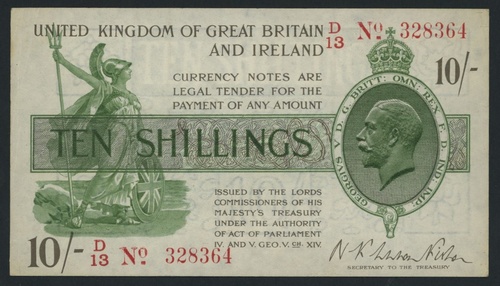 UNITED KINGDOM OF GREAT BRITAIN
AND IRELAND
D/13 No. 328364
10/-
CURRENCY NOTES ARE
LEGAL TENDER FOR THE
PAYMENT OF ANY AMOUNT
TEN SHILLINGS
GEORGIVS V D. G. BRITT: OMN: REX F. D. IND. IMP.
ISSUED BY THE LORDS
COMMISSIONERS OF HIS
MAJESTY'S TREASURY
UNDER THE AUTHORITY
OF ACT OF PARLIAMENT
IV. AND V. GEO. V. CH. XIV.
10/- D/13 No. 328364
SECRETARY TO THE TREASURY